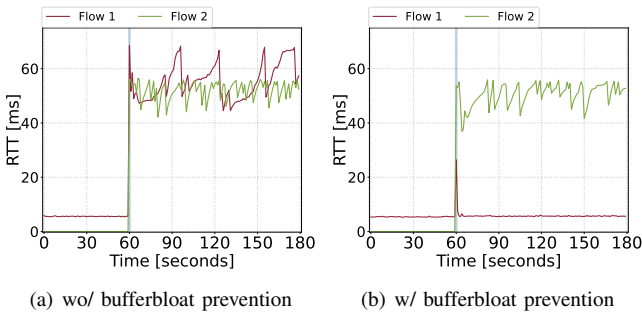 Flow 1 Flow 2
Flow 1 Flow 2
RTT [ms]
60
40
20
0
0 30 60 90 120 150 180
Time [seconds]
RTT [ms]
60
40
20
0
0 30 60 90 120 150 180
Time [seconds]
(a) wo/ bufferbloat prevention
(b) w/ bufferbloat prevention